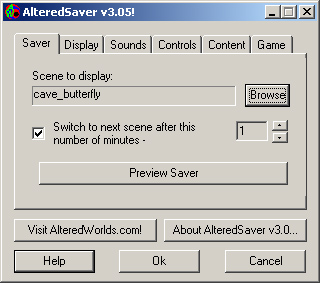 AlteredSaver v3.05!
Saver Display Sounds Controls Content Game
Scene to display:
cave_butterfly Browse
Switch to next scene after this 1
number of minutes -
Preview Saver
Visit AlteredWorlds.com! About AlteredSaver v3.0...
Help Ok Cancel